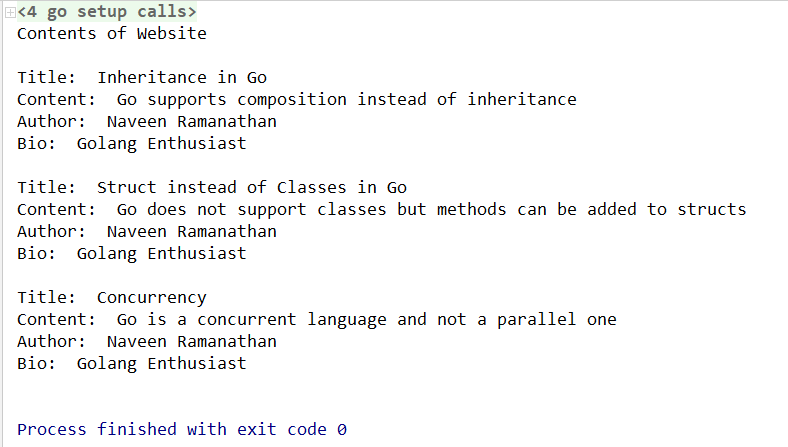 <4 go setup calls>
Contents of Website
Title:  Inheritance in Go
Content:  Go supports composition instead of inheritance
Author:  Naveen Ramanathan
Bio:  Golang Enthusiast
Title:  Struct instead of Classes in Go
Content:  Go does not support classes but methods can be added to structs
Author:  Naveen Ramanathan
Bio:  Golang Enthusiast
Title:  Concurrency
Content:  Go is a concurrent language and not a parallel one
Author:  Naveen Ramanathan
Bio:  Golang Enthusiast
Process finished with exit code 0